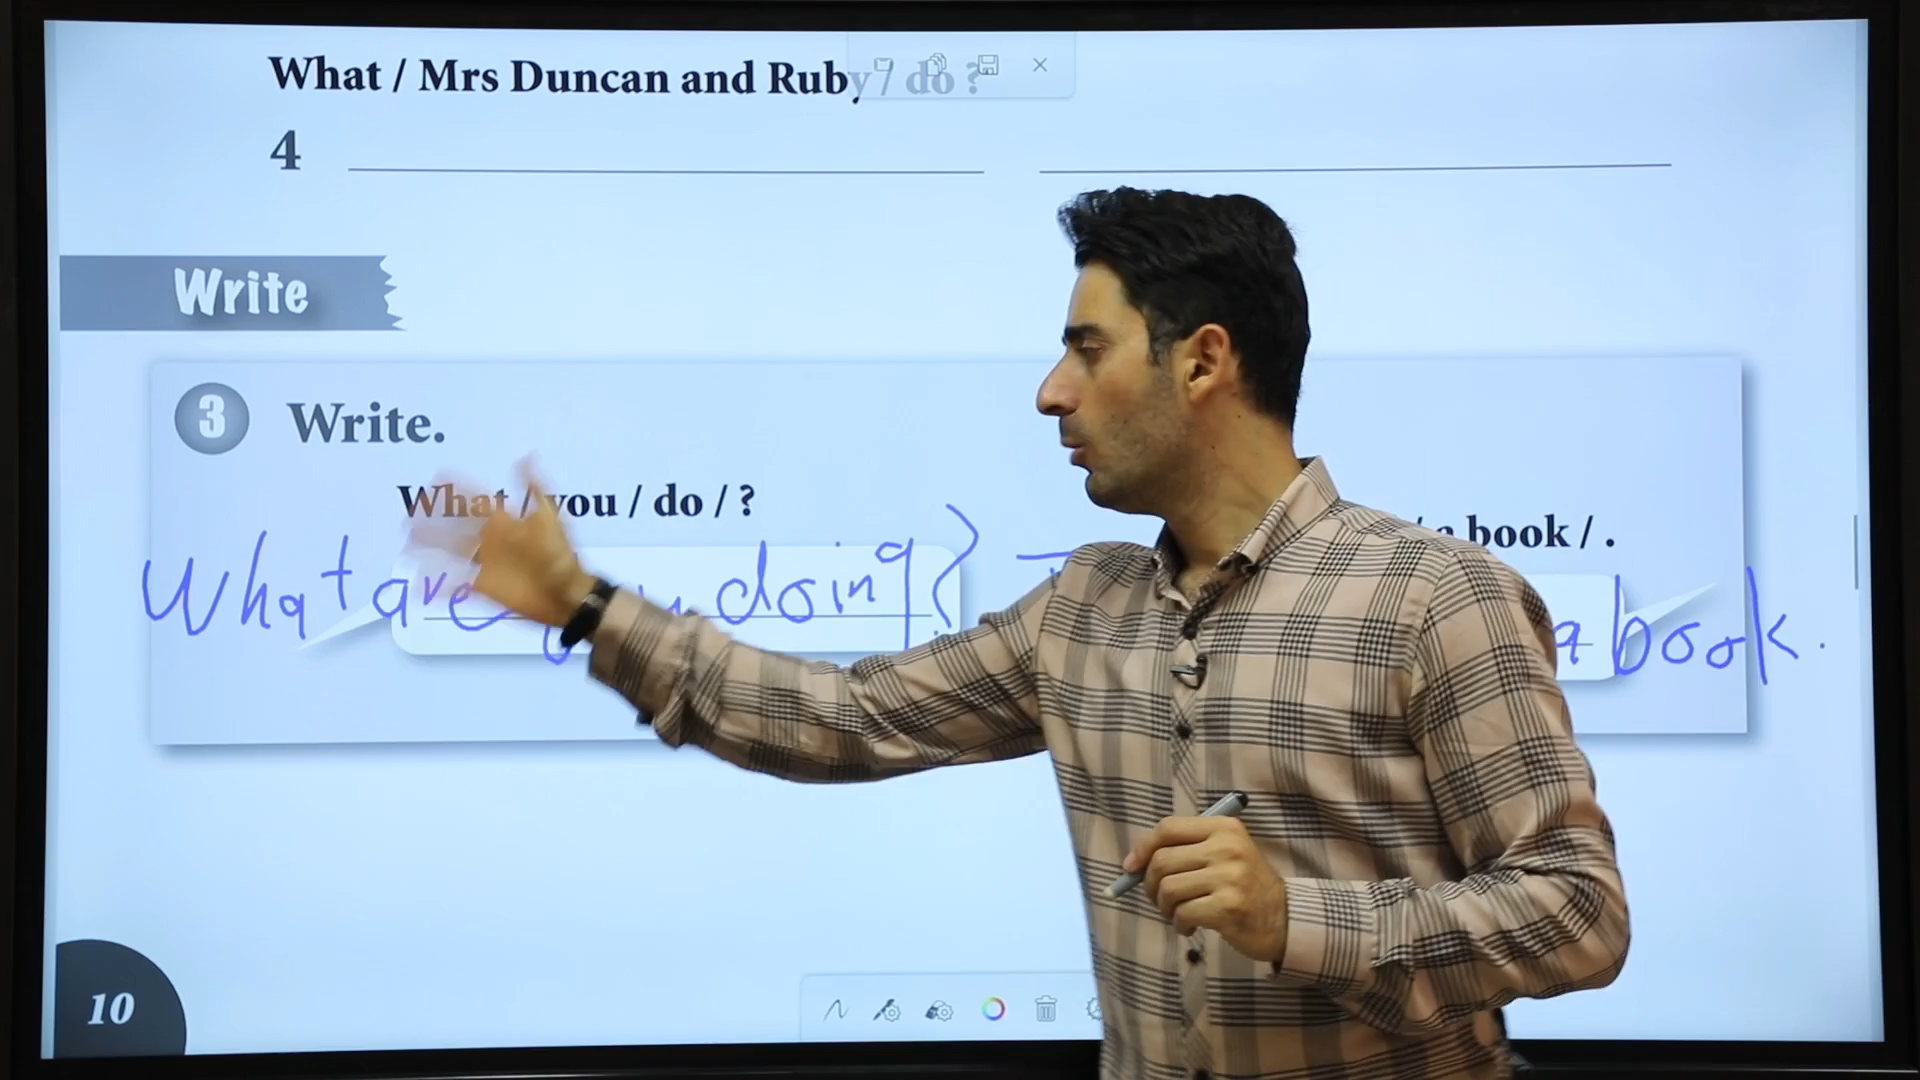 What / Mrs Duncan and Ruby / do ?
4
Write
3 Write.
What / you / do / ?
a book / .
What are doing?
a book.
10